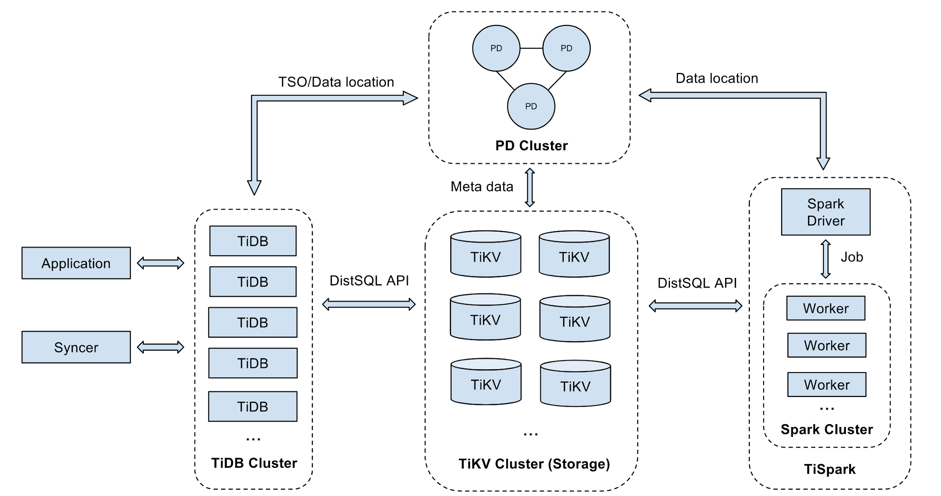 PD
PD
PD
PD Cluster
TSO/Data location
Data location
Meta data
Application
Syncer
TiDB
TiDB
TiDB
TiDB
TiDB
...
TiDB Cluster
DistSQL API
TiKV
TiKV
TiKV
TiKV
TiKV
TiKV
...
TiKV Cluster (Storage)
DistSQL API
Spark
Driver
Job
Worker
Worker
Worker
...
Spark Cluster
TiSpark